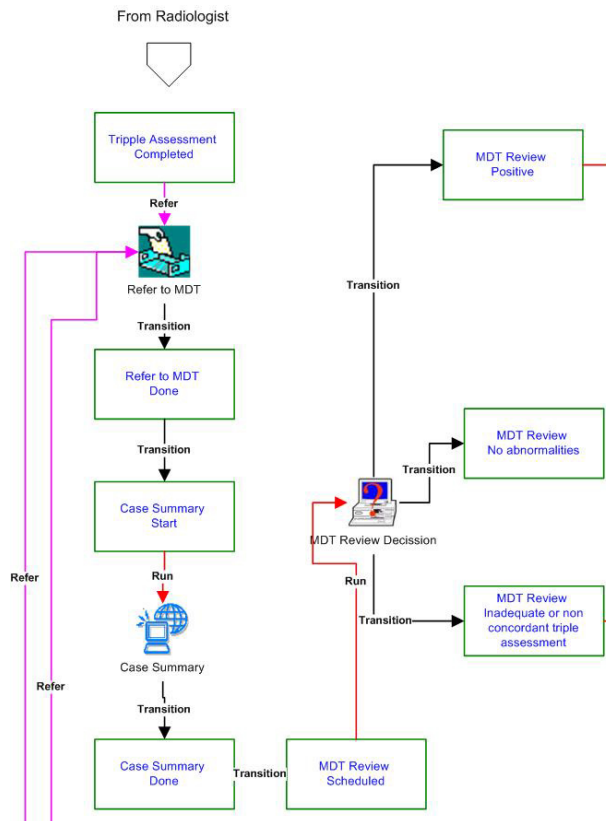 From Radiologist
Tripple Assessment
Completed
Refer
Refer to MDT
Transition
Refer to MDT
Done
Transition
Case Summary
Start
Run
Case Summary
Transition
Case Summary
Done
Transition
MDT Review
Scheduled
Run
MDT Review Decission
Transition
MDT Review
Positive
Transition
MDT Review
No abnormalities
Transition
MDT Review
Inadequate or non
concordant triple
assessment
Refer
Refer